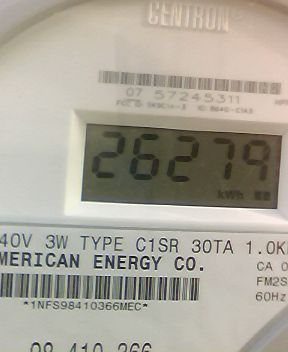 CENTRON
07 57245311
26279
kWh
40V 3W TYPE C1SR 30TA 1.0K
MERICAN ENERGY CO.
CA 0
FM2S
60Hz
*1NFS98410366MEC*
98 410 366